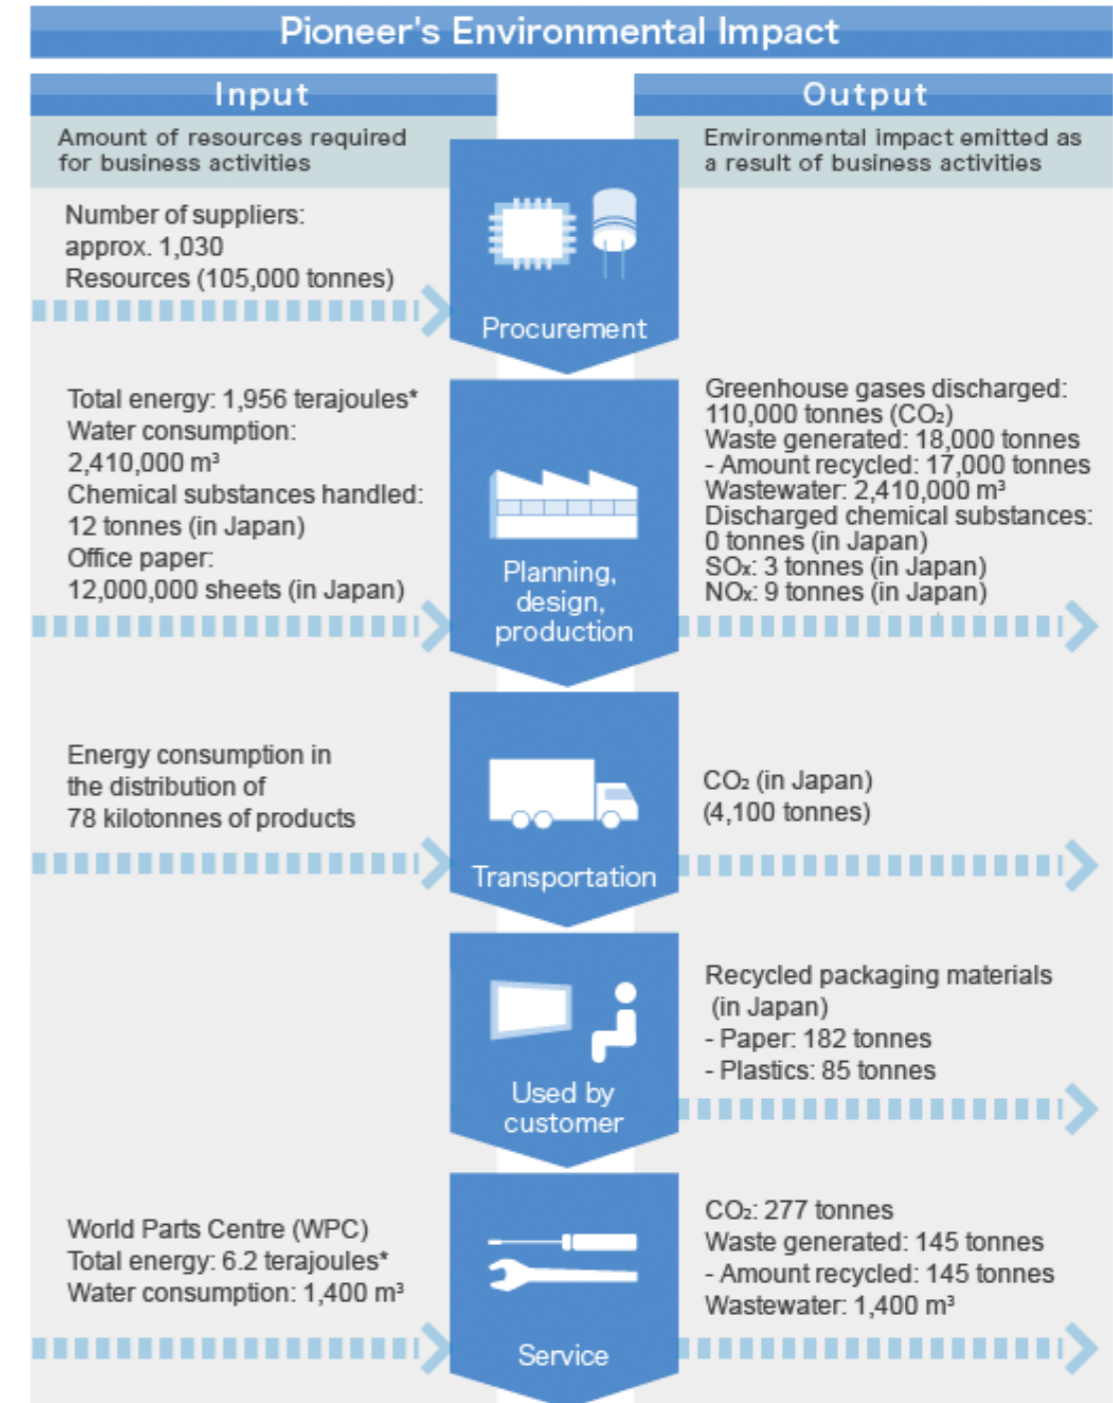 Pioneer's Environmental Impact
Input
Output
Amount of resources required
for business activities
Environmental impact emitted as
a result of business activities
Number of suppliers:
approx. 1,030
Resources (105,000 tonnes)
Procurement
Total energy: 1,956 terajoules*
Water consumption:
2,410,000 m³
Chemical substances handled:
12 tonnes (in Japan)
Office paper:
12,000,000 sheets (in Japan)
Planning,
design,
production
Greenhouse gases discharged:
110,000 tonnes (CO₂)
Waste generated: 18,000 tonnes
- Amount recycled: 17,000 tonnes
Wastewater: 2,410,000 m³
Discharged chemical substances:
0 tonnes (in Japan)
SOx: 3 tonnes (in Japan)
NOx: 9 tonnes (in Japan)
Energy consumption in
the distribution of
78 kilotonnes of products
Transportation
CO₂ (in Japan)
(4,100 tonnes)
Used by
customer
Recycled packaging materials
(in Japan)
- Paper: 182 tonnes
- Plastics: 85 tonnes
World Parts Centre (WPC)
Total energy: 6.2 terajoules*
Water consumption: 1,400 m³
Service
CO₂: 277 tonnes
Waste generated: 145 tonnes
- Amount recycled: 145 tonnes
Wastewater: 1,400 m³